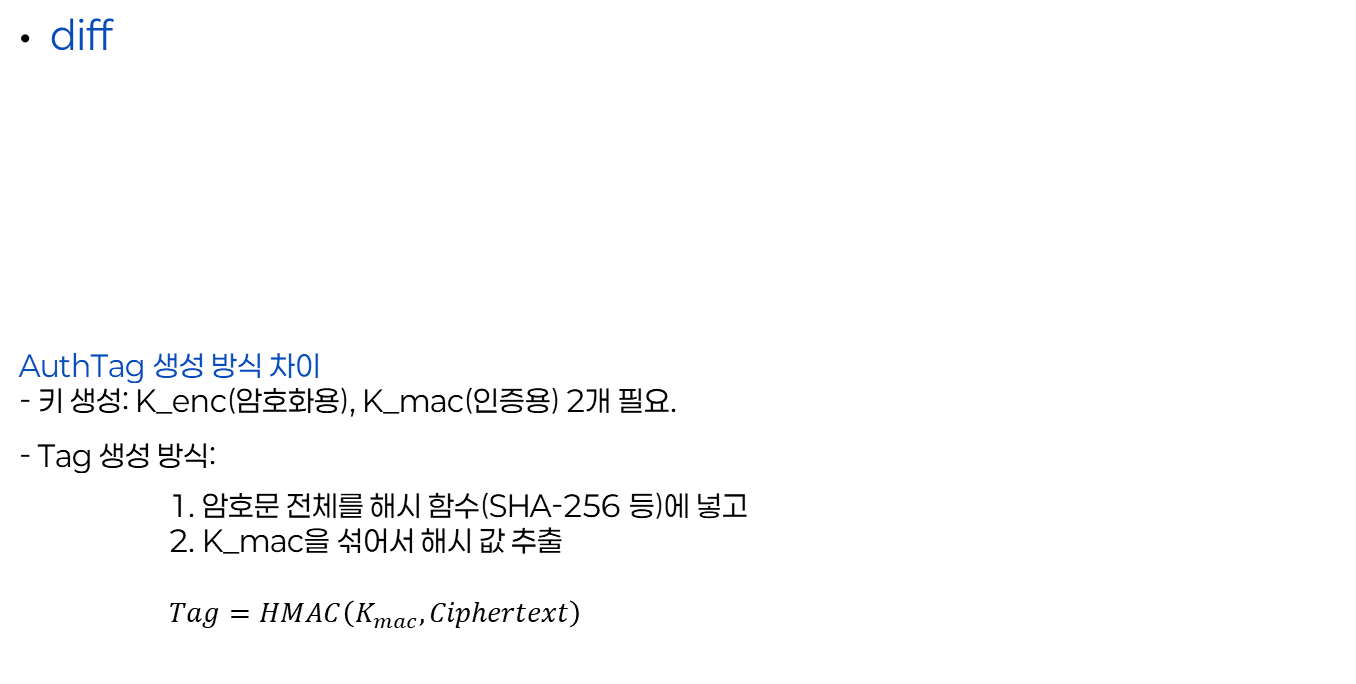 • diff
AuthTag 생성 방식 차이
- 키 생성: K_enc(암호화용), K_mac(인증용) 2개 필요.
- Tag 생성 방식:
1. 암호문 전체를 해시 함수(SHA-256 등)에 넣고
2. K_mac을 섞어서 해시 값 추출
Tag = HMAC(K_mac, Ciphertext)